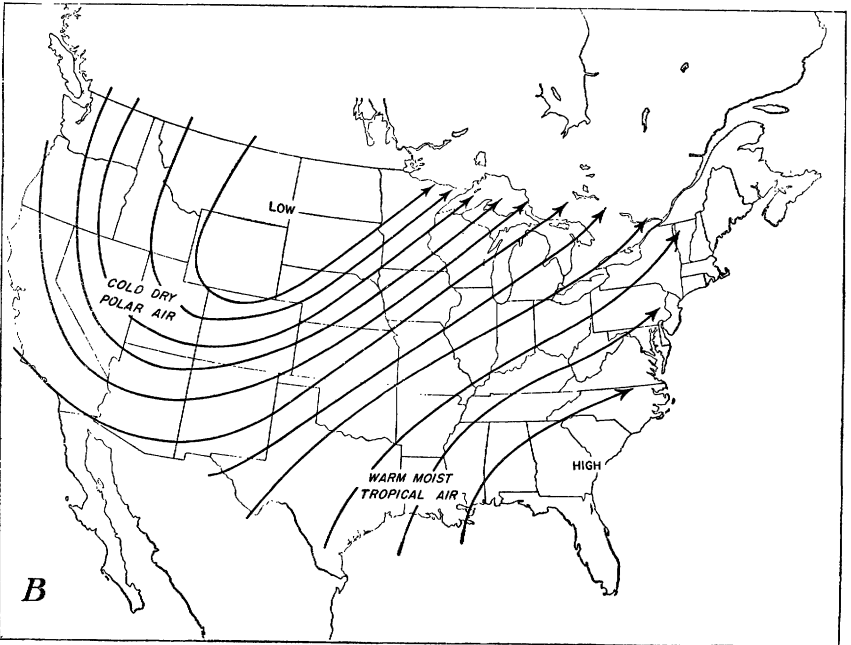 LOW
COLD DRY
POLAR AIR
WARM MOIST
TROPICAL AIR
HIGH
B